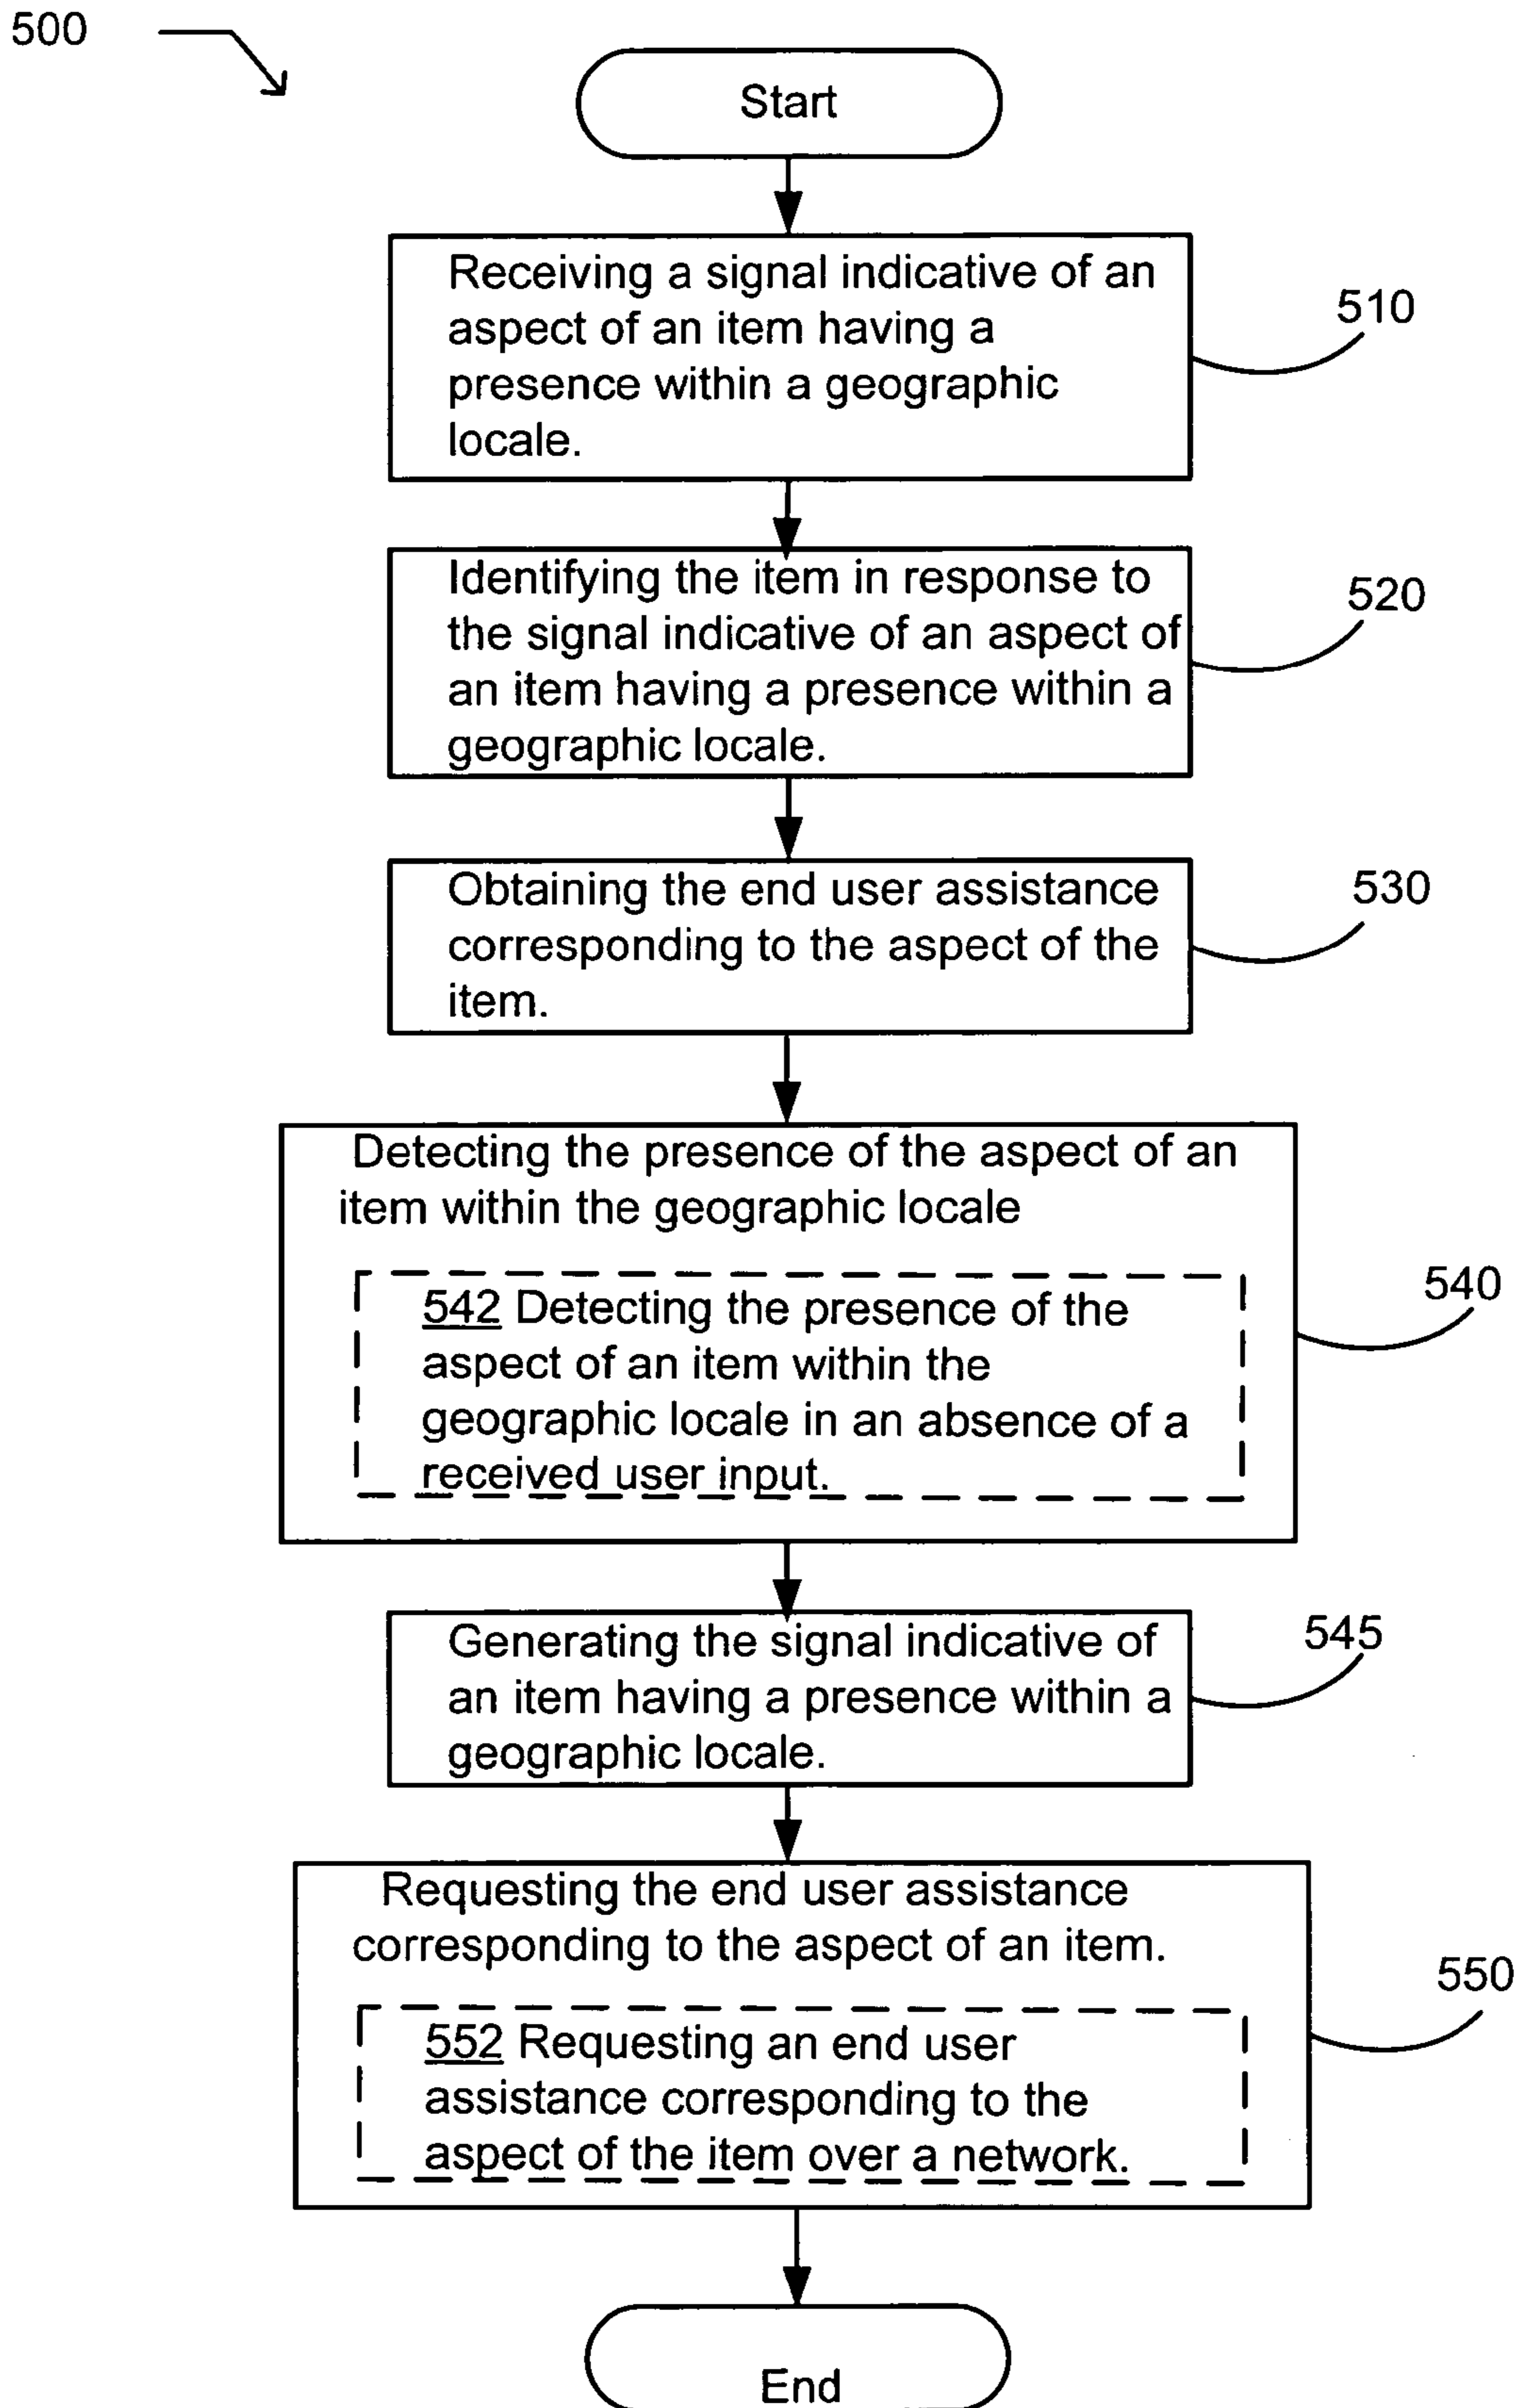 500
Start
Receiving a signal indicative of an
aspect of an item having a
presence within a geographic
locale.
510
Identifying the item in response to
the signal indicative of an aspect of
an item having a presence within a
geographic locale.
520
Obtaining the end user assistance
corresponding to the aspect of the
item.
530
Detecting the presence of the aspect of an
item within the geographic locale
542 Detecting the presence of the
aspect of an item within the
geographic locale in an absence of a
received user input.
540
Generating the signal indicative of
an item having a presence within a
geographic locale.
545
Requesting the end user assistance
corresponding to the aspect of an item.
552 Requesting an end user
assistance corresponding to the
aspect of the item over a network.
550
End